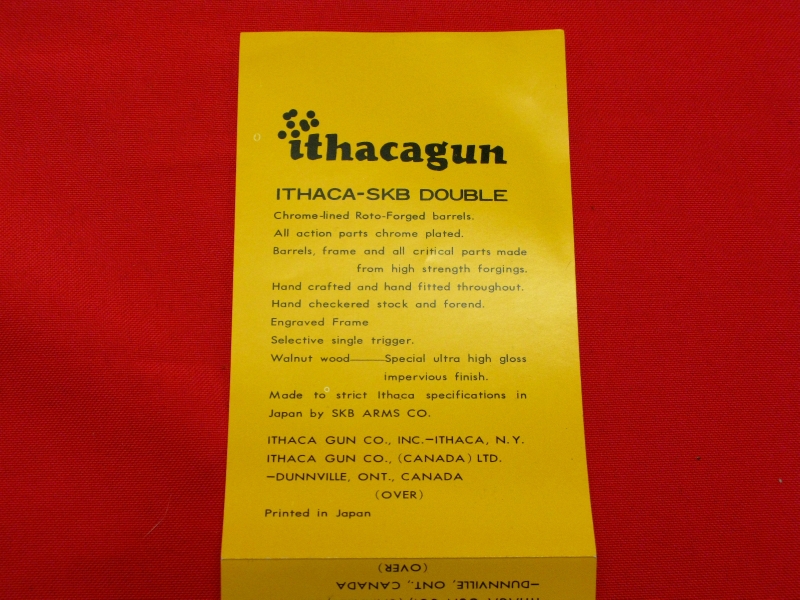 ithacagun
ITHACA-SKB DOUBLE
Chrome-lined Roto-Forged barrels.
All action parts chrome plated.
Barrels, frame and all critical parts made
from high strength forgings.
Hand crafted and hand fitted throughout.
Hand checkered stock and forend.
Engraved Frame
Selective single trigger.
Walnut wood——Special ultra high gloss
impervious finish.
Made to strict Ithaca specifications in
Japan by SKB ARMS CO.
ITHACA GUN CO., INC.—ITHACA, N.Y.
ITHACA GUN CO., (CANADA) LTD.
—DUNNVILLE, ONT., CANADA
(OVER)
Printed in Japan
(OVER)
—DUNNVILLE, ONT., CANADA